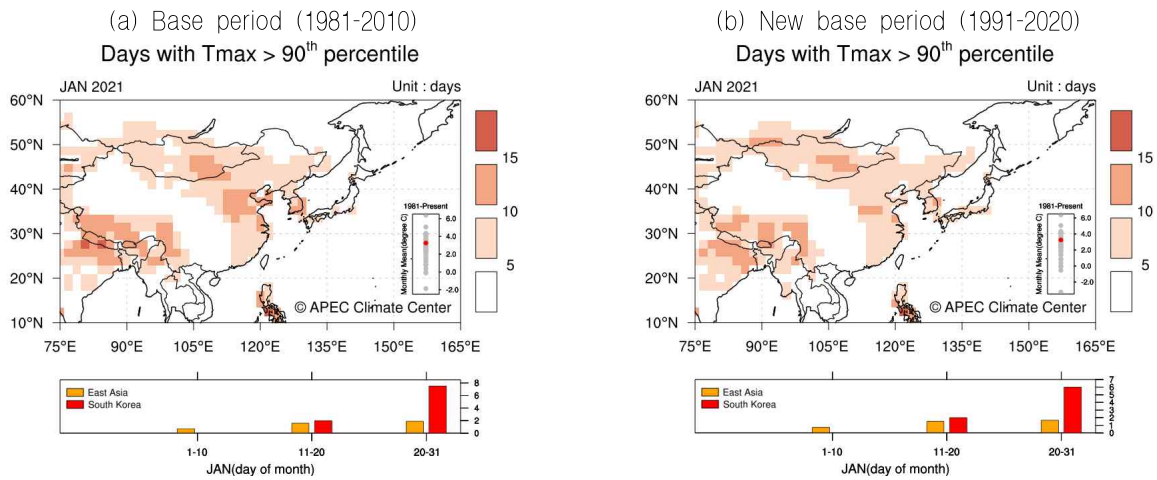 (a) Base period (1981-2010)
Days with Tmax > 90th percentile
JAN 2021 Unit : days
60°N
50°N
40°N
30°N
20°N
10°N
75°E 90°E 105°E 120°E 135°E 150°E 165°E
15
10
5
1981-Present
Monthly Mean(degree C)
6.0
4.0
2.0
0.0
-2.0
© APEC Climate Center
East Asia
South Korea
8
6
4
2
0
1-10 11-20 20-31
JAN(day of month)
(b) New base period (1991-2020)
Days with Tmax > 90th percentile
JAN 2021 Unit : days
60°N
50°N
40°N
30°N
20°N
10°N
75°E 90°E 105°E 120°E 135°E 150°E 165°E
15
10
5
1981-Present
Monthly Mean(degree C)
6.0
4.0
2.0
0.0
-2.0
© APEC Climate Center
East Asia
South Korea
7
6
5
4
3
2
1
0
1-10 11-20 20-31
JAN(day of month)